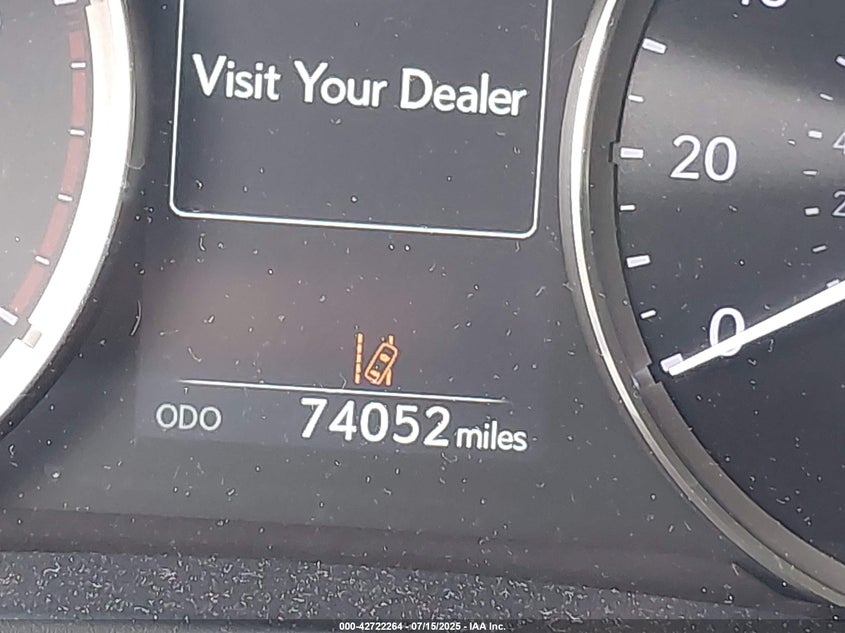 Visit Your Dealer
20
0
ODO 74052 miles
000-42722264 - 07/15/2025 - IAA Inc.